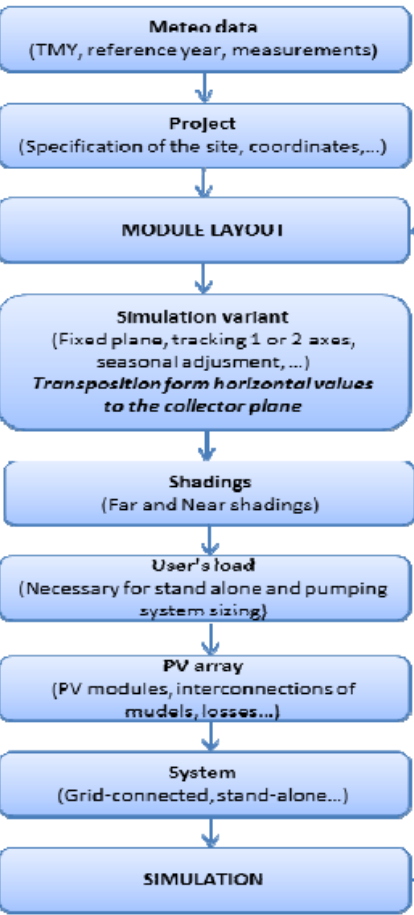 Meteo data
(TMY, reference year, measurements)
Project
(Specification of the site, coordinates,...)
MODULE LAYOUT
Simulation variant
(Fixed plane, tracking 1 or 2 axes,
seasonal adjusment, ...)
Transposition form horizontal values
to the collector plane
Shadings
(Far and Near shadings)
User's load
(Necessary for stand alone and pumping
system sizing)
PV array
(PV modules, interconnections of
mudels, losses...)
System
(Grid-connected, stand-alone...)
SIMULATION